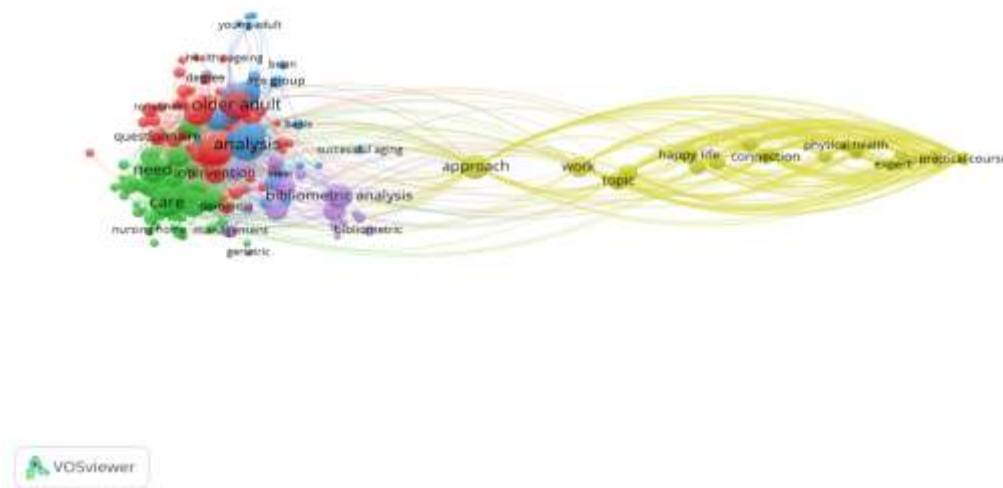 young adult
healthy ageing
brain
degree
age group
older adult
questionnaire
analysis
successful aging
need
intervention
approach
work
topic
happy life
connection
physical health
expert
practical course
care
bibliometric analysis
nursing home
management
bibliometric
geriatric
VOSviewer